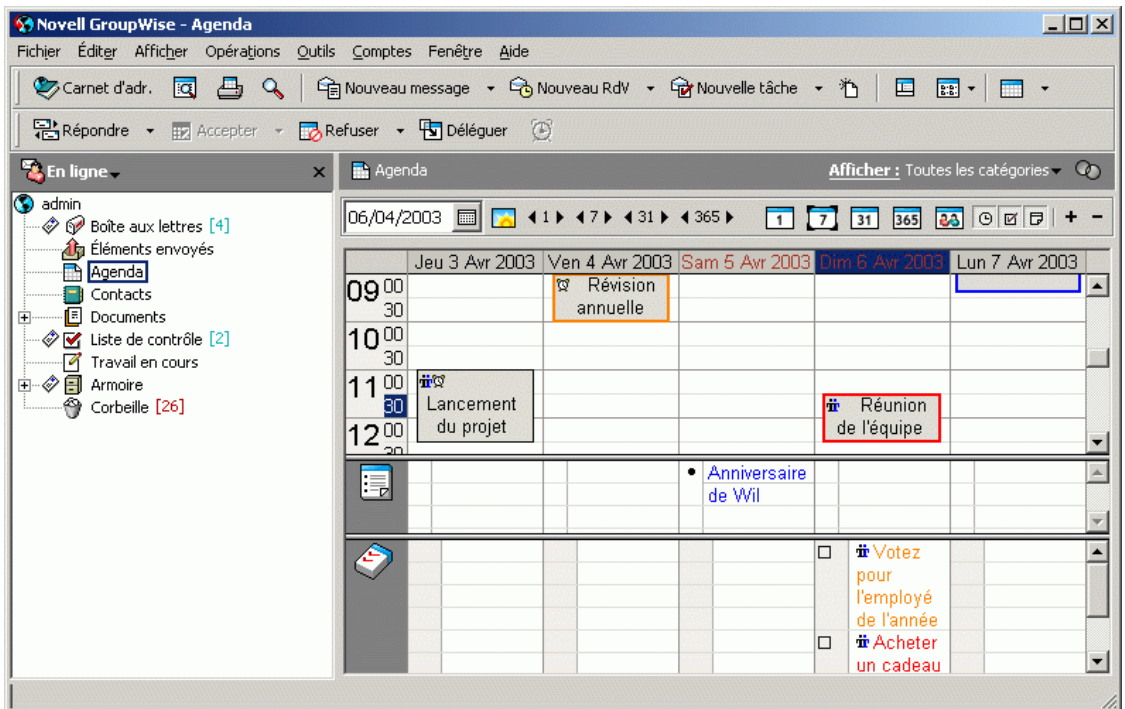 Novell GroupWise - Agenda
Fichier Éditer Afficher Opérations Outils Comptes Fenêtre Aide
Carnet d'adr. Nouveau message Nouveau RdV Nouvelle tâche
Répondre Accepter Refuser Déléguer
En ligne
Agenda Afficher : Toutes les catégories
admin
Boîte aux lettres [4]
Éléments envoyés
Agenda
Contacts
Documents
Liste de contrôle [2]
Travail en cours
Armoire
Corbeille [26]
06/04/2003 1 7 31 365 1 7 31 365
Jeu 3 Avr 2003 Ven 4 Avr 2003 Sam 5 Avr 2003 Dim 6 Avr 2003 Lun 7 Avr 2003
09 00
30
10 00
30
11 00
30
12 00
30
Révision
annuelle
Lancement
du projet
Réunion
de l'équipe
Anniversaire
de Wil
Votez
pour
l'employé
de l'année
Acheter
un cadeau